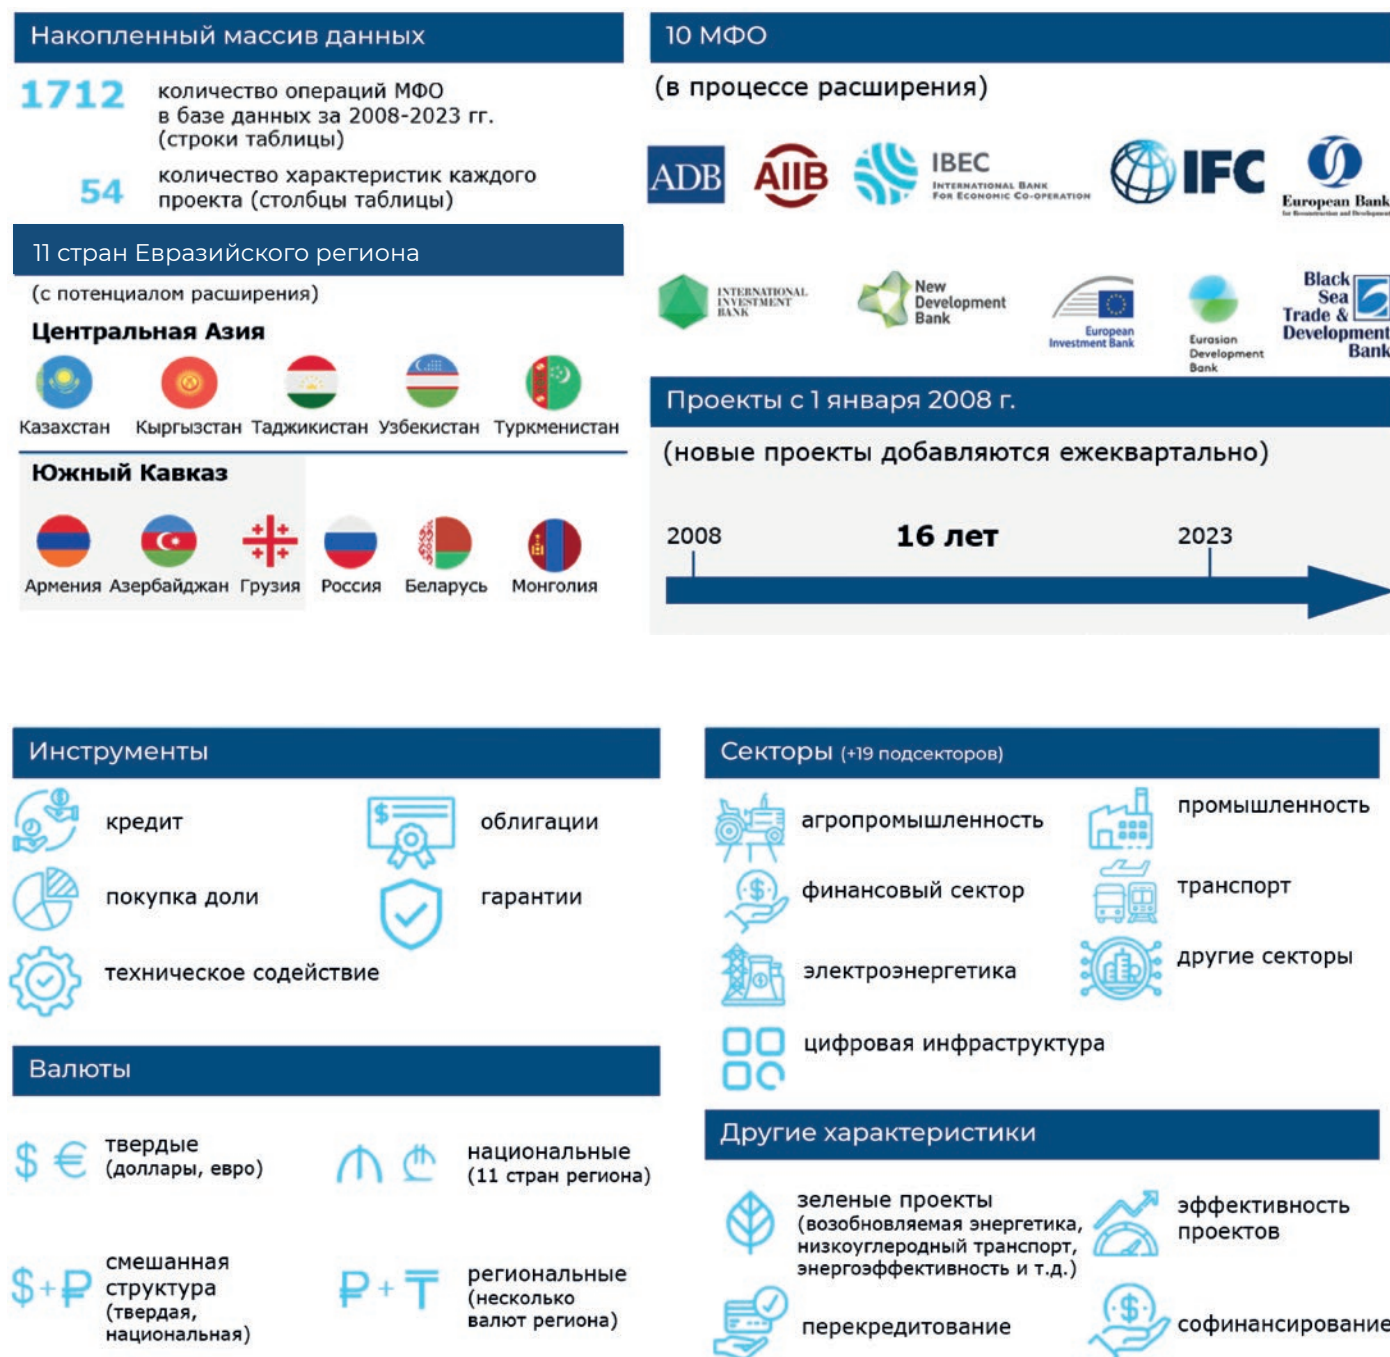 Накопленный массив данных
1712
количество операций МФО
в базе данных за 2008-2023 гг.
(строки таблицы)
54
количество характеристик каждого
проекта (столбцы таблицы)
11 стран Евразийского региона
(с потенциалом расширения)
Центральная Азия
Казахстан Кыргызстан Таджикистан Узбекистан Туркменистан
Южный Кавказ
Армения Азербайджан Грузия Россия Беларусь Монголия
10 МФО
(в процессе расширения)
ADB
AIIB
IBEC
INTERNATIONAL BANK
FOR ECONOMIC CO-OPERATION
IFC
European Bank
for Reconstruction and Development
INTERNATIONAL
INVESTMENT
BANK
New
Development
Bank
European
Investment Bank
Eurasian
Development
Bank
Black
Sea
Trade &
Development
Bank
Проекты с 1 января 2008 г.
(новые проекты добавляются ежеквартально)
2008 16 лет 2023
Инструменты
кредит
облигации
покупка доли
гарантии
техническое содействие
Валюты
$ €
твердые
(доллары, евро)
₼ ₾
национальные
(11 стран региона)
$+₽
смешанная
структура
(твердая,
национальная)
₽+₸
региональные
(несколько
валют региона)
Секторы (+19 подсекторов)
агропромышленность
промышленность
финансовый сектор
транспорт
электроэнергетика
другие секторы
цифровая инфраструктура
Другие характеристики
зеленые проекты
(возобновляемая энергетика,
низкоуглеродный транспорт,
энергоэффективность и т.д.)
эффективность
проектов
перекредитование
софинансирование